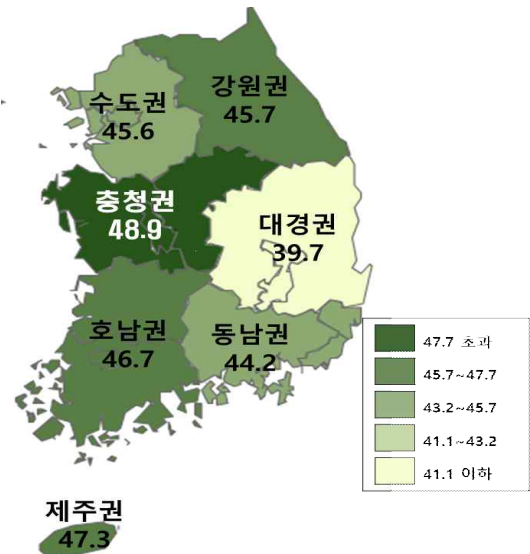 강원권
45.7
수도권
45.6
충청권
48.9
대경권
39.7
호남권
46.7
동남권
44.2
제주권
47.3
47.7 초과
45.7~47.7
43.2~45.7
41.1~43.2
41.1 이하